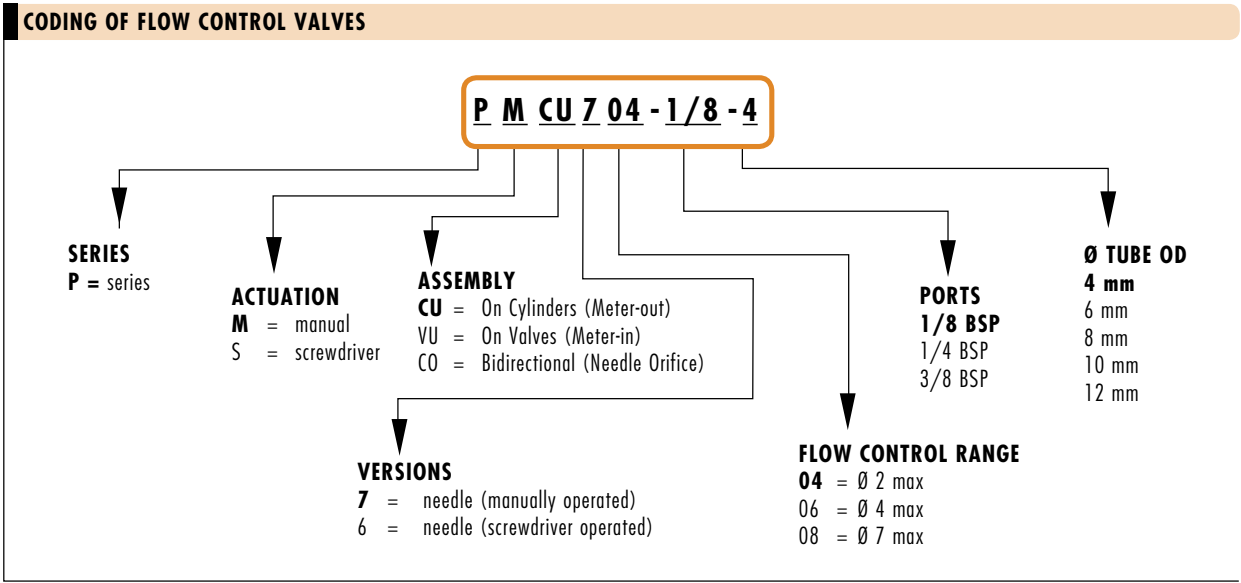 CODING OF FLOW CONTROL VALVES
P M CU 7 04 - 1/8 - 4
SERIES
P = series
ACTUATION
M = manual
S = screwdriver
ASSEMBLY
CU = On Cylinders (Meter-out)
VU = On Valves (Meter-in)
CO = Bidirectional (Needle Orifice)
VERSIONS
7 = needle (manually operated)
6 = needle (screwdriver operated)
FLOW CONTROL RANGE
04 = Ø 2 max
06 = Ø 4 max
08 = Ø 7 max
PORTS
1/8 BSP
1/4 BSP
3/8 BSP
Ø TUBE OD
4 mm
6 mm
8 mm
10 mm
12 mm